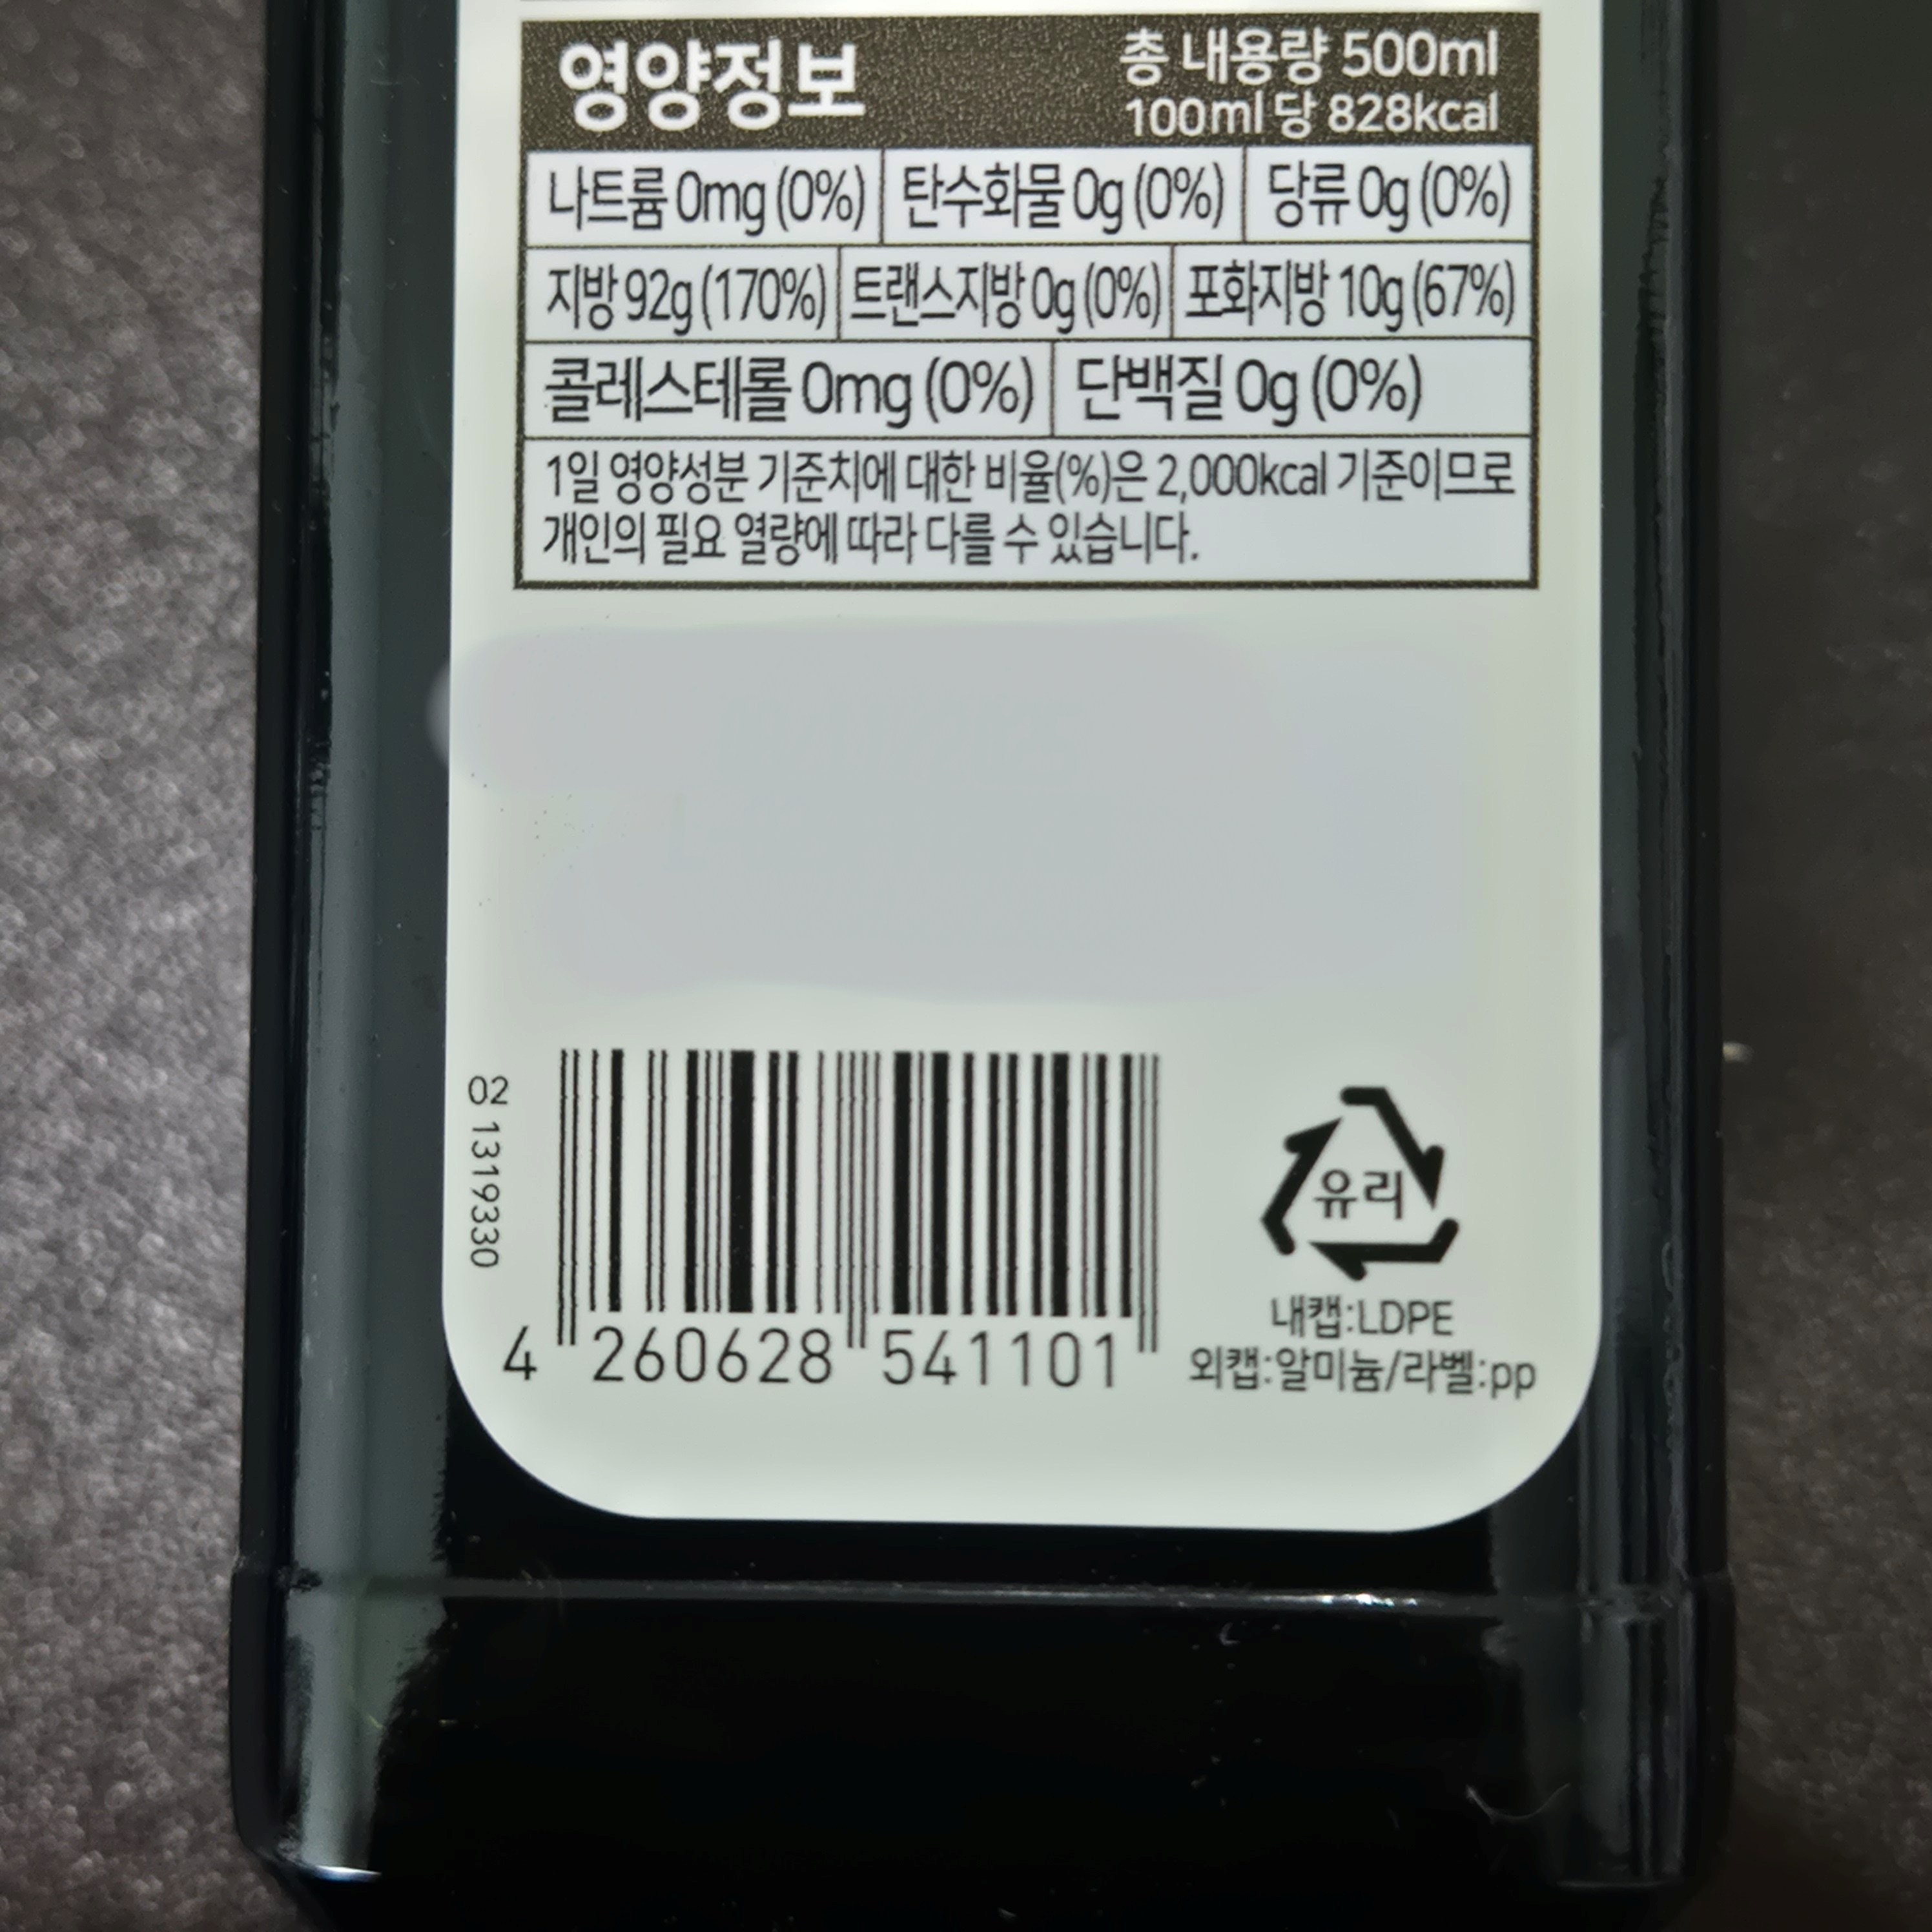 영양정보
총 내용량 500ml
100ml 당 828kcal
나트륨 0mg (0%) 탄수화물 0g (0%) 당류 0g (0%)
지방 92g (170%) 트랜스지방 0g (0%) 포화지방 10g (67%)
콜레스테롤 0mg (0%) 단백질 0g (0%)
1일 영양성분 기준치에 대한 비율(%)은 2,000kcal 기준이므로
개인의 필요 열량에 따라 다를 수 있습니다.
02 1319330
4 260628 541101
유리
내캡:LDPE
외캡:알미늄/라벨:pp